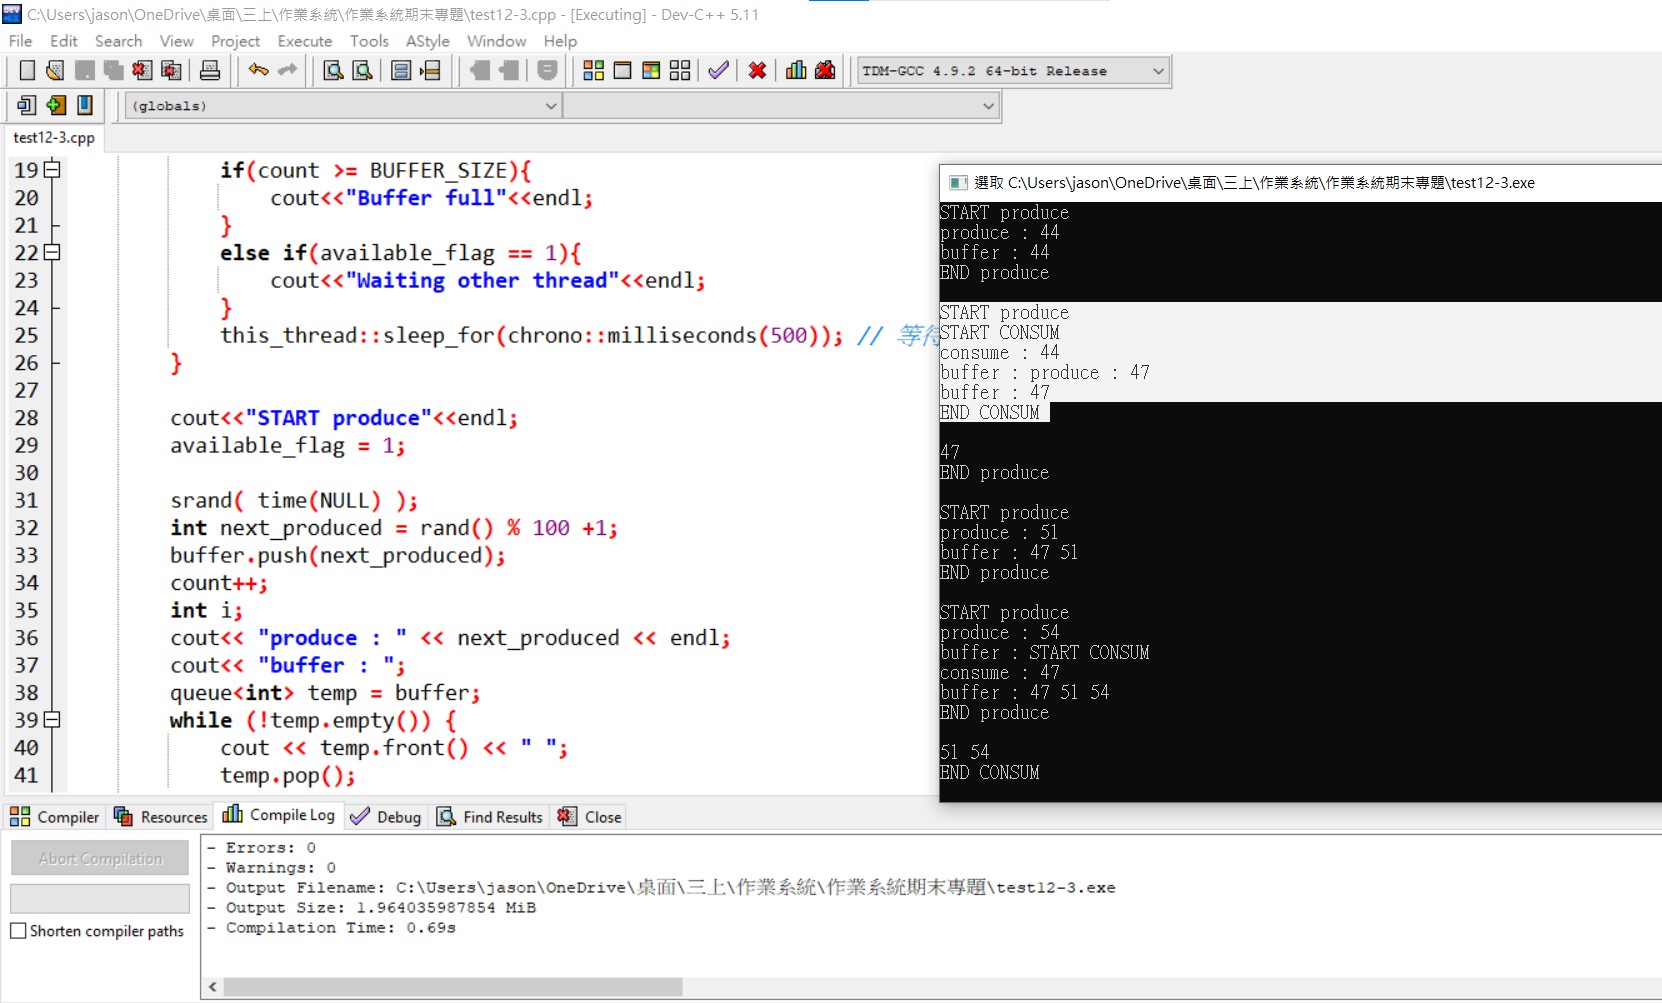 C:\Users\jason\OneDrive\桌面\三上\作業系統\作業系統期末專題\test12-3.cpp - [Executing] - Dev-C++ 5.11
File Edit Search View Project Execute Tools AStyle Window Help
TDM-GCC 4.9.2 64-bit Release
(globals)
test12-3.cpp
19 if(count >= BUFFER_SIZE){
20 cout<<"Buffer full"<<endl;
21 }
22 else if(available_flag == 1){
23 cout<<"Waiting other thread"<<endl;
24 }
25 this_thread::sleep_for(chrono::milliseconds(500)); // 等待
26 }
27
28 cout<<"START produce"<<endl;
29 available_flag = 1;
30
31 srand( time(NULL) );
32 int next_produced = rand() % 100 +1;
33 buffer.push(next_produced);
34 count++;
35 int i;
36 cout<< "produce : " << next_produced << endl;
37 cout<< "buffer : ";
38 queue<int> temp = buffer;
39 while (!temp.empty()) {
40 cout << temp.front() << " ";
41 temp.pop();
選取 C:\Users\jason\OneDrive\桌面\三上\作業系統\作業系統期末專題\test12-3.exe
START produce
produce : 44
buffer : 44
END produce
START produce
START CONSUM
consume : 44
buffer : produce : 47
buffer : 47
END CONSUM
47
END produce
START produce
produce : 51
buffer : 47 51
END produce
START produce
produce : 54
buffer : START CONSUM
consume : 47
buffer : 47 51 54
END produce
51 54
END CONSUM
Compiler Resources Compile Log Debug Find Results Close
Abort Compilation
Shorten compiler paths
- Errors: 0
- Warnings: 0
- Output Filename: C:\Users\jason\OneDrive\桌面\三上\作業系統\作業系統期末專題\test12-3.exe
- Output Size: 1.964035987854 MiB
- Compilation Time: 0.69s